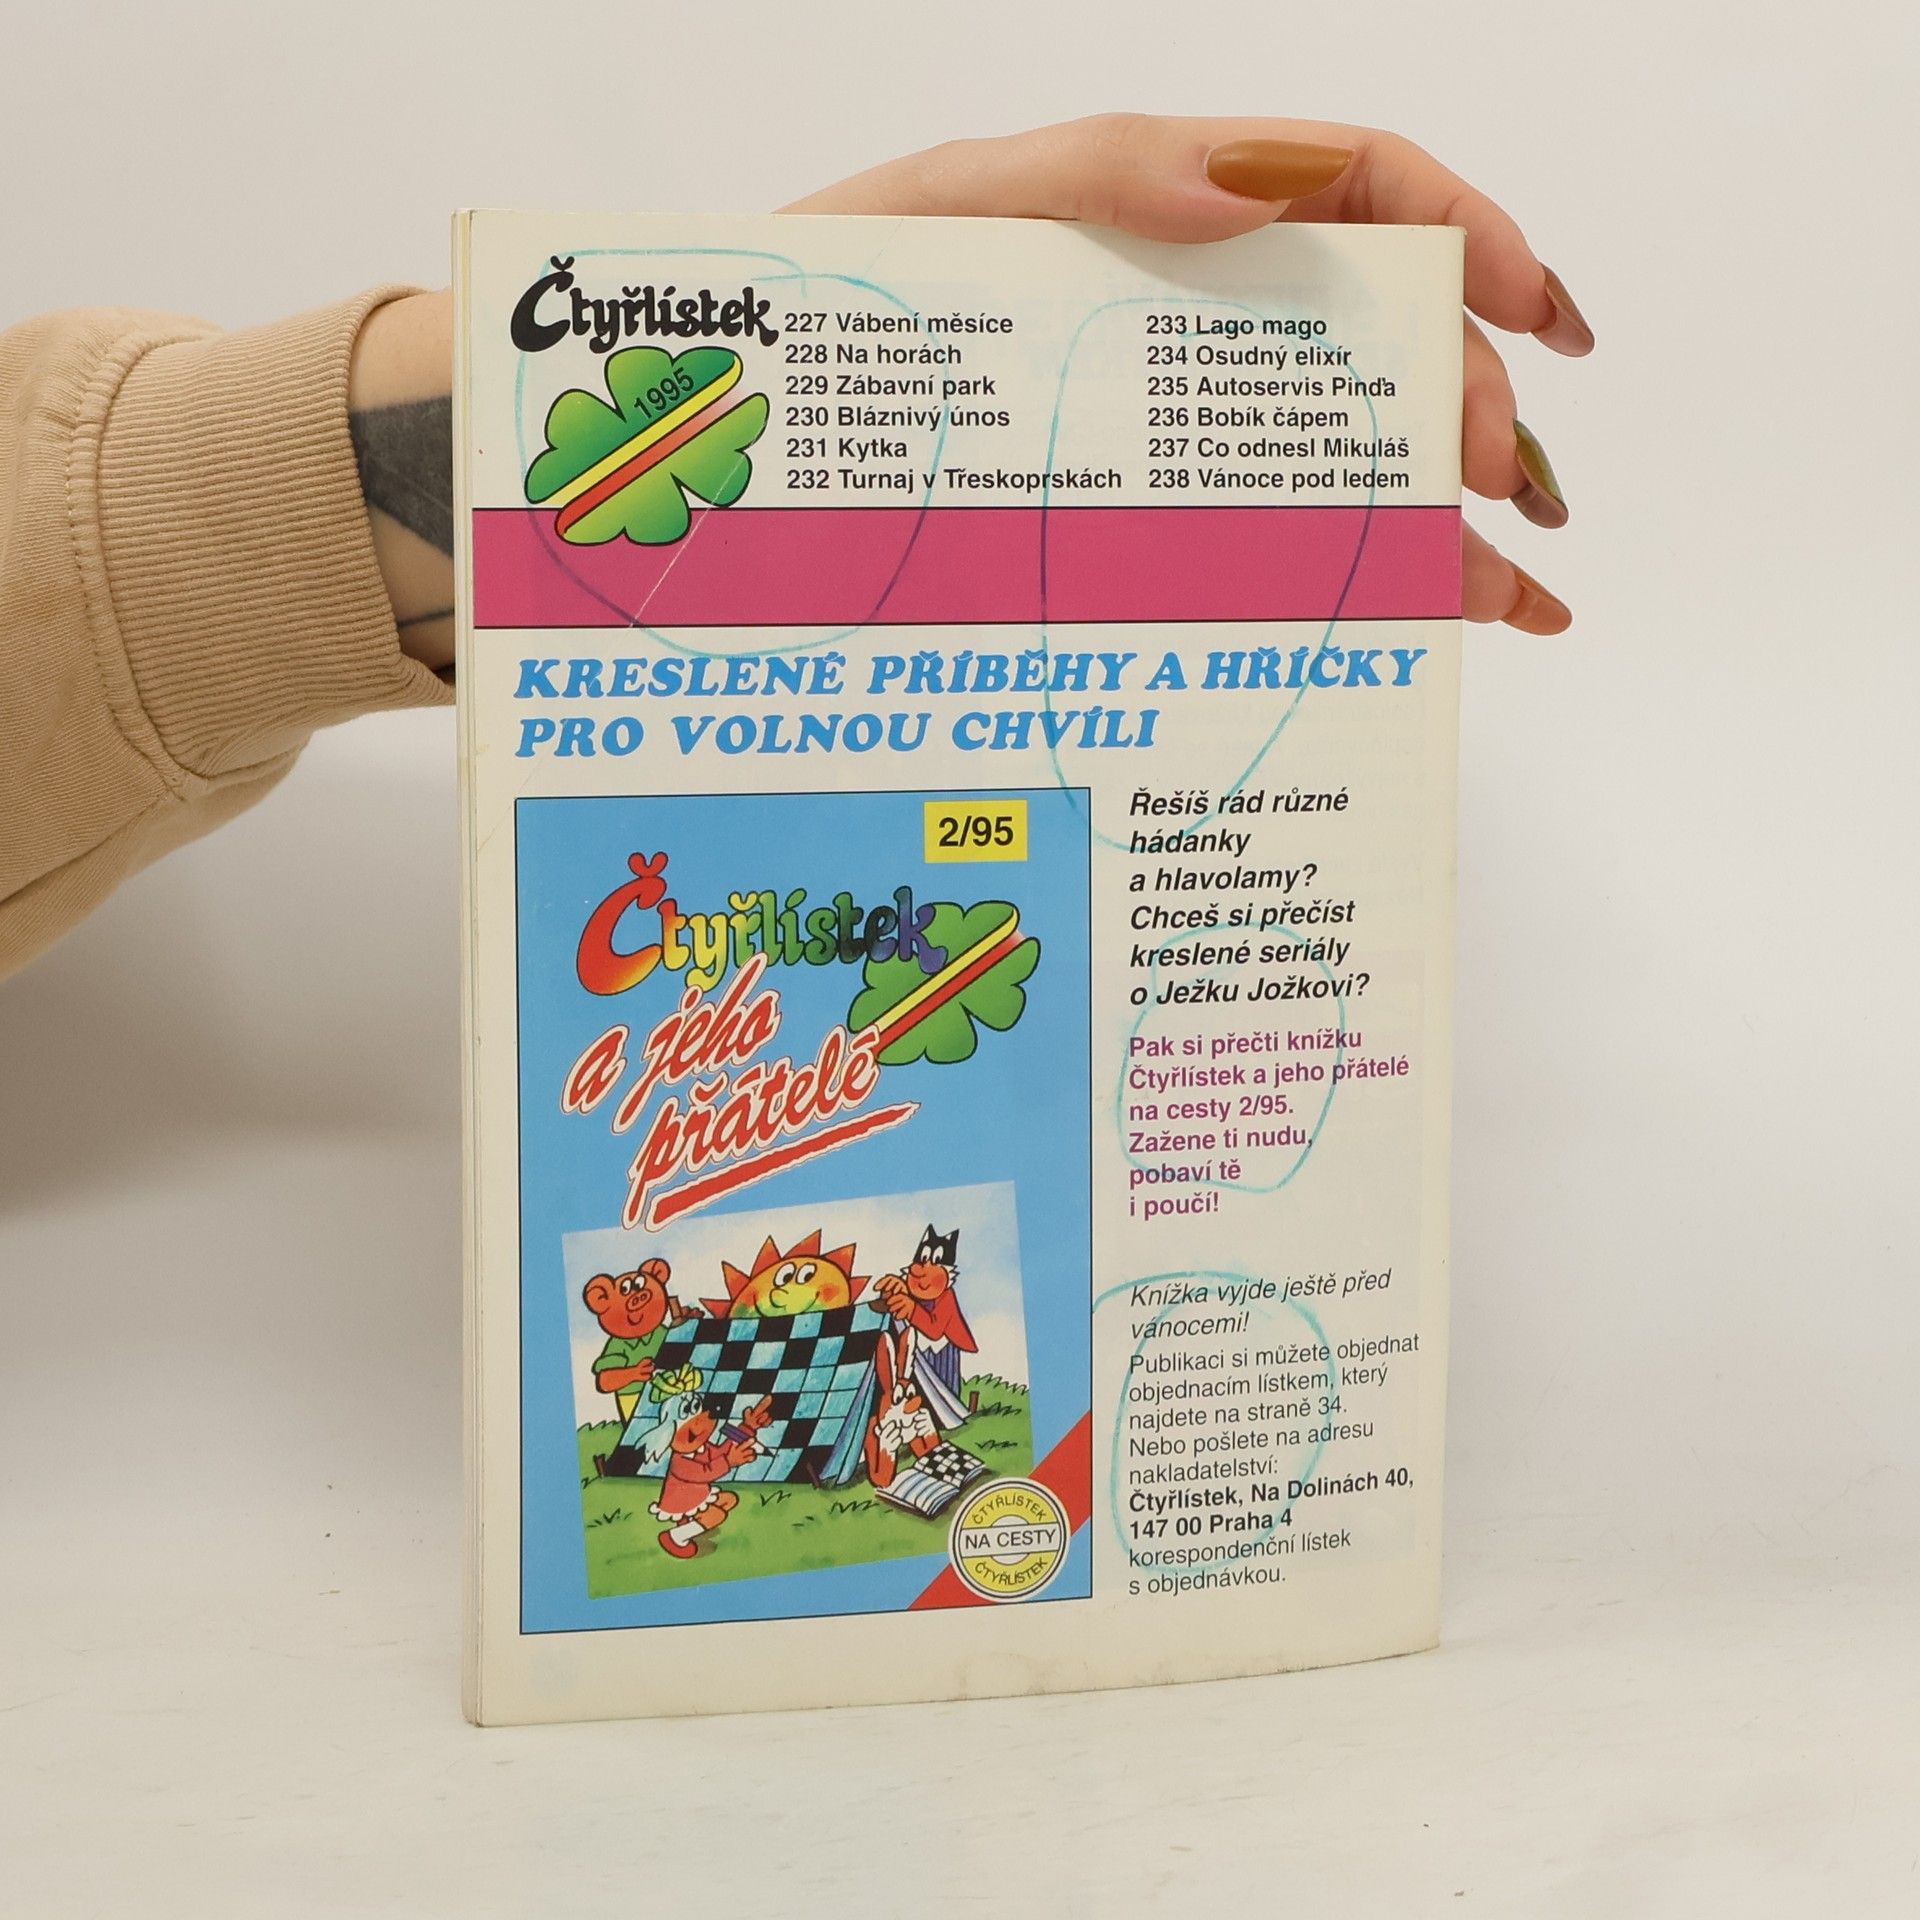 Čtyřlístek
1995
227 Vábení měsíce
228 Na horách
229 Zábavní park
230 Bláznivý únos
231 Kytka
232 Turnaj v Třeskoprskách
233 Lago mago
234 Osudný elixír
235 Autoservis Pinďa
236 Bobík čápem
237 Co odnesl Mikuláš
238 Vánoce pod ledem
KRESLENÉ PŘÍBĚHY A HŘÍČKY
PRO VOLNOU CHVÍLI
2/95
Čtyřlístek
a jeho
přátelé
ČTYŘLÍSTEK
NA CESTY
ČTYŘLÍSTEK
Řešíš rád různé
hádanky
a hlavolamy?
Chceš si přečíst
kreslené seriály
o Ježku Jožkovi?
Pak si přečti knížku
Čtyřlístek a jeho přátelé
na cesty 2/95.
Zažene ti nudu,
pobaví tě
i poučí!
Knížka vyjde ještě před
vánocemi!
Publikaci si můžete objednat
objednacím lístkem, který
najdete na straně 34.
Nebo pošlete na adresu
nakladatelství:
Čtyřlístek, Na Dolinách 40,
147 00 Praha 4
korespondenční lístek
s objednávkou.